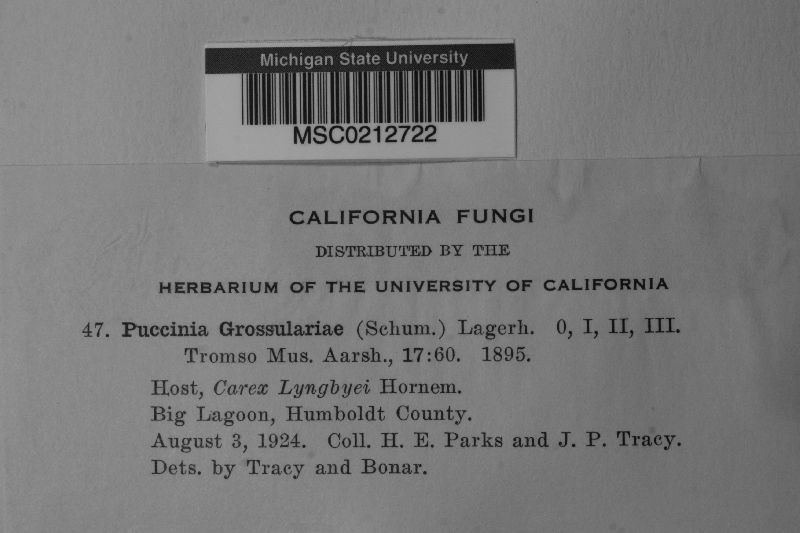 Michigan State University
MSC0212722
CALIFORNIA FUNGI
DISTRIBUTED BY THE
HERBARIUM OF THE UNIVERSITY OF CALIFORNIA
47. Puccinia Grossulariae (Schum.) Lagerh. 0, I, II, III.
Tromso Mus. Aarsh., 17:60. 1895.
Host, Carex Lyngbyei Hornem.
Big Lagoon, Humboldt County.
August 3, 1924. Coll. H. E. Parks and J. P. Tracy.
Dets. by Tracy and Bonar.